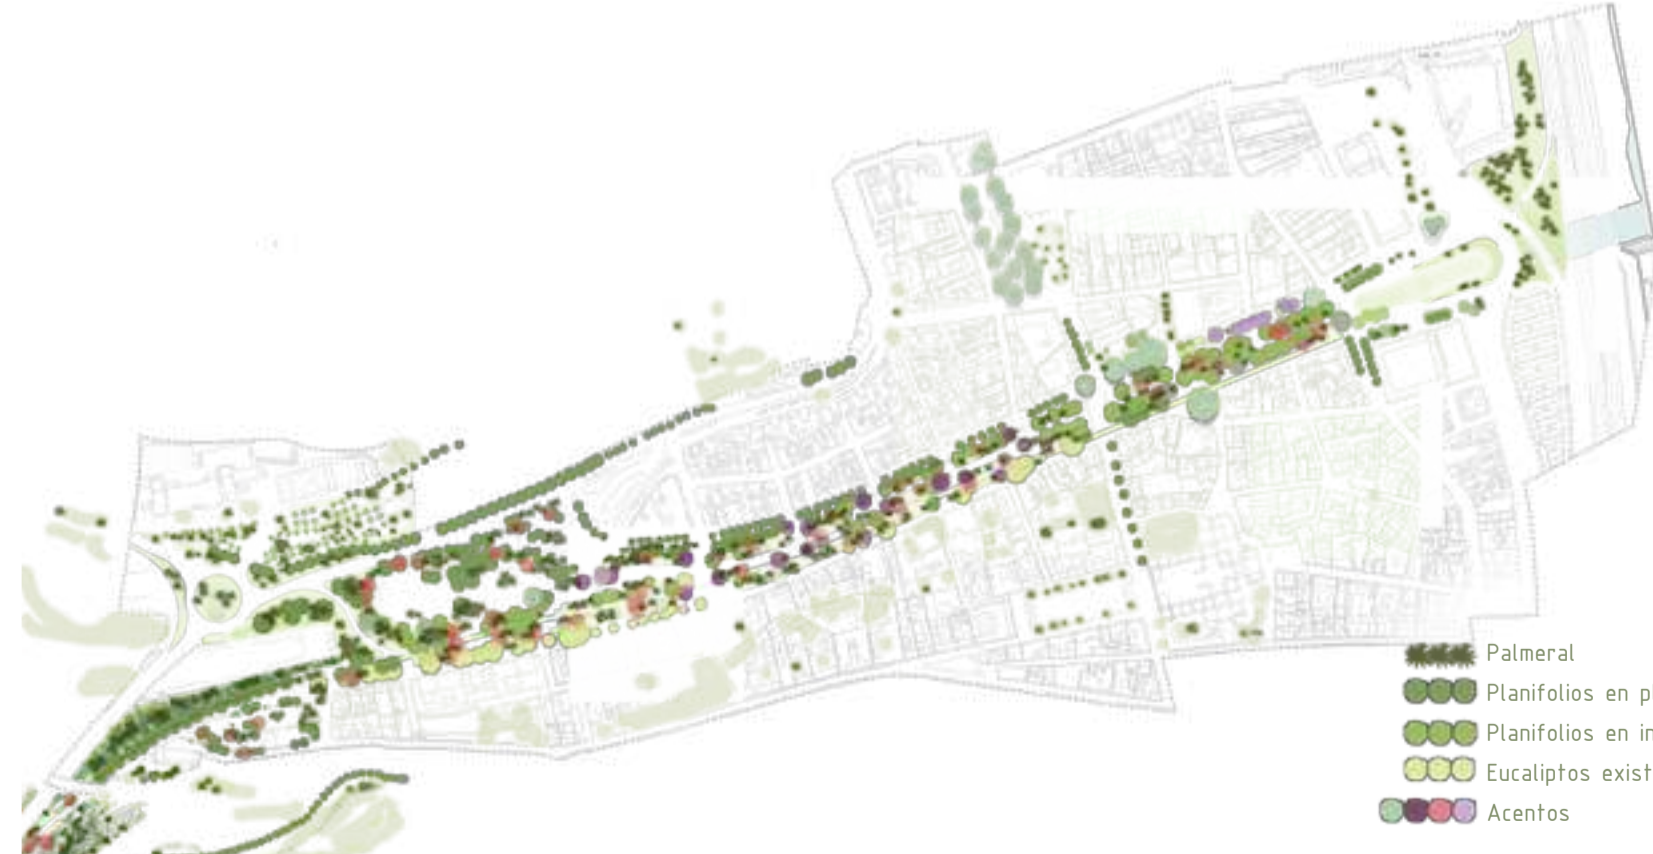 Palmeral
Planifolios en p
Planifolios en in
Eucaliptos exist
Acentos